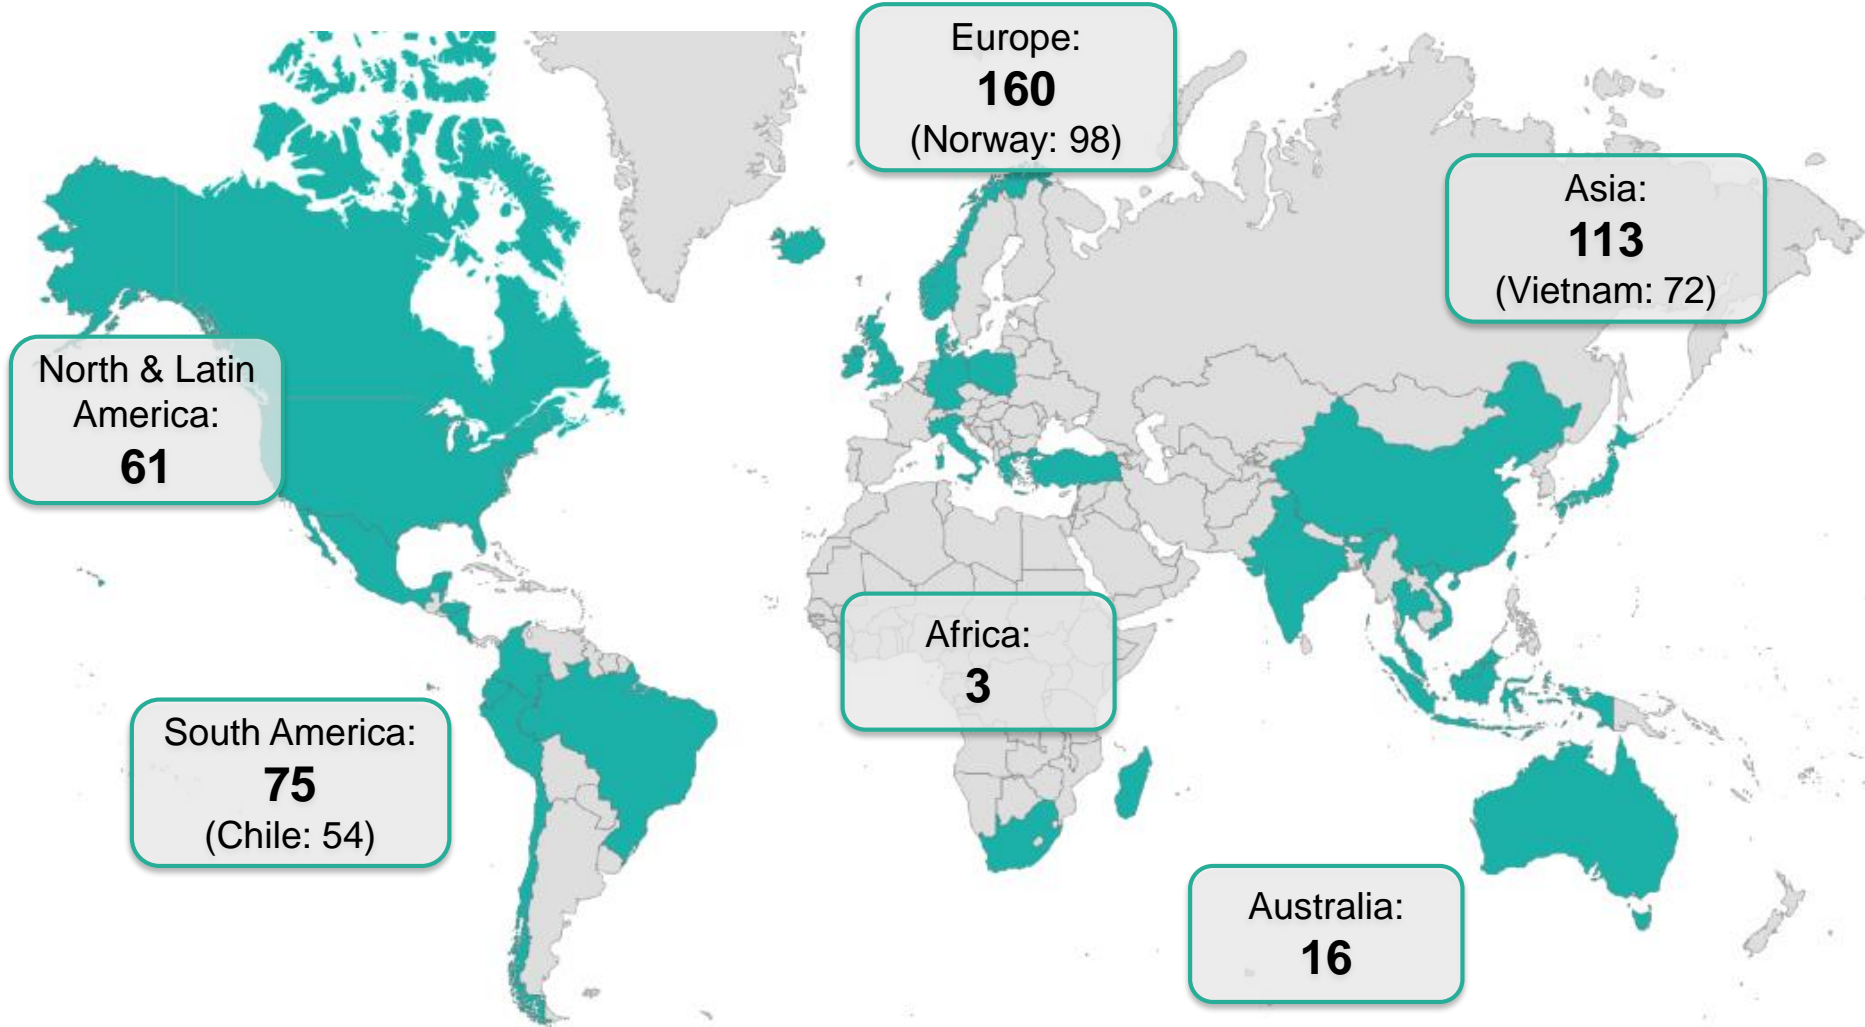 Europe:
160
(Norway: 98)
Asia:
113
(Vietnam: 72)
North & Latin
America:
61
Africa:
3
South America:
75
(Chile: 54)
Australia:
16